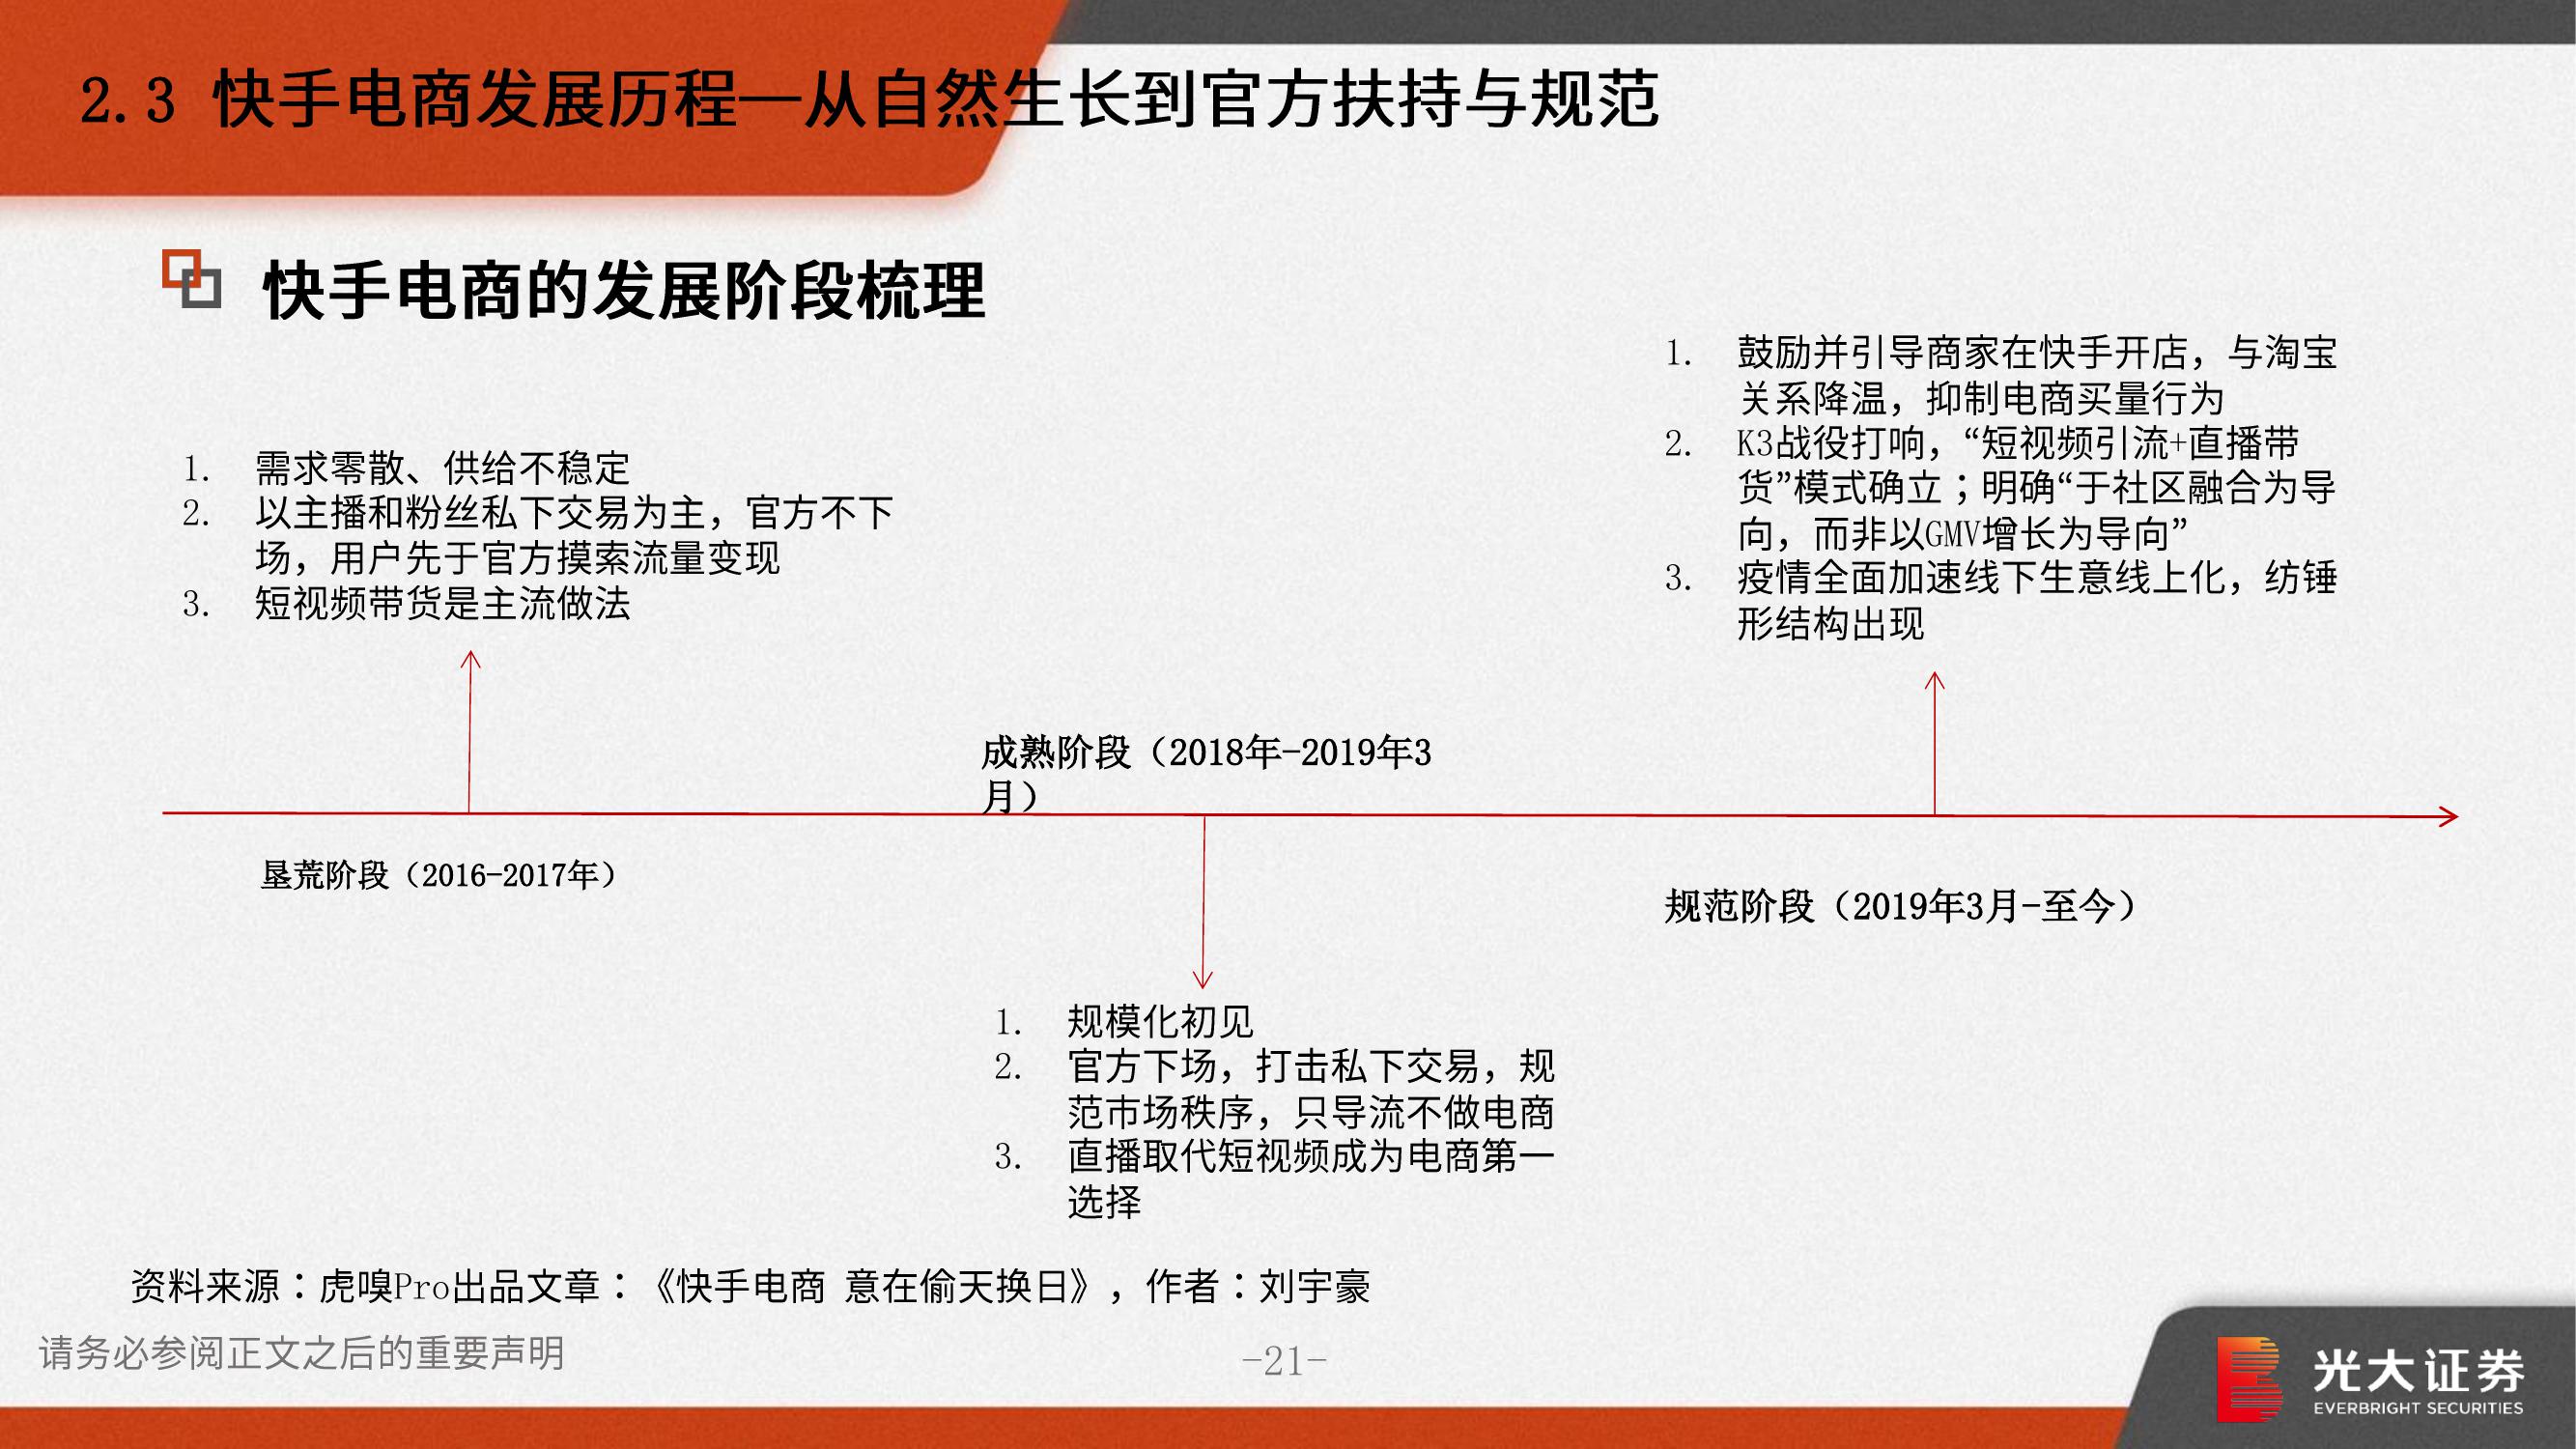 2.3 快手电商发展历程—从自然生长到官方扶持与规范
快手电商的发展阶段梳理
1. 需求零散、供给不稳定
2. 以主播和粉丝私下交易为主，官方不下
场，用户先于官方摸索流量变现
3. 短视频带货是主流做法
垦荒阶段（2016-2017年）
成熟阶段（2018年-2019年3
月）
1. 规模化初见
2. 官方下场，打击私下交易，规
范市场秩序，只导流不做电商
3. 直播取代短视频成为电商第一
选择
1. 鼓励并引导商家在快手开店，与淘宝
关系降温，抑制电商买量行为
2. K3战役打响，“短视频引流+直播带
货”模式确立；明确“于社区融合为导
向，而非以GMV增长为导向”
3. 疫情全面加速线下生意线上化，纺锤
形结构出现
规范阶段（2019年3月-至今）
资料来源：虎嗅Pro出品文章：《快手电商 意在偷天换日》，作者：刘宇豪
请务必参阅正文之后的重要声明
-21-
光大证券
EVERBRIGHT SECURITIES